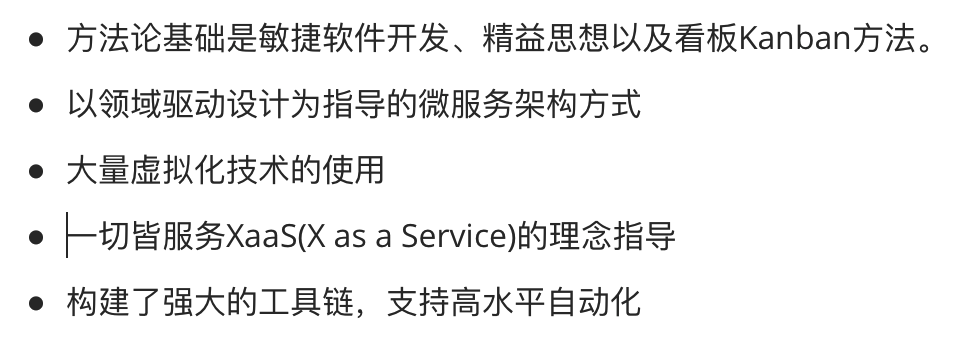 • 方法论基础是敏捷软件开发、精益思想以及看板Kanban方法。
• 以领域驱动设计为指导的微服务架构方式
• 大量虚拟化技术的使用
• 一切皆服务XaaS(X as a Service)的理念指导
• 构建了强大的工具链，支持高水平自动化